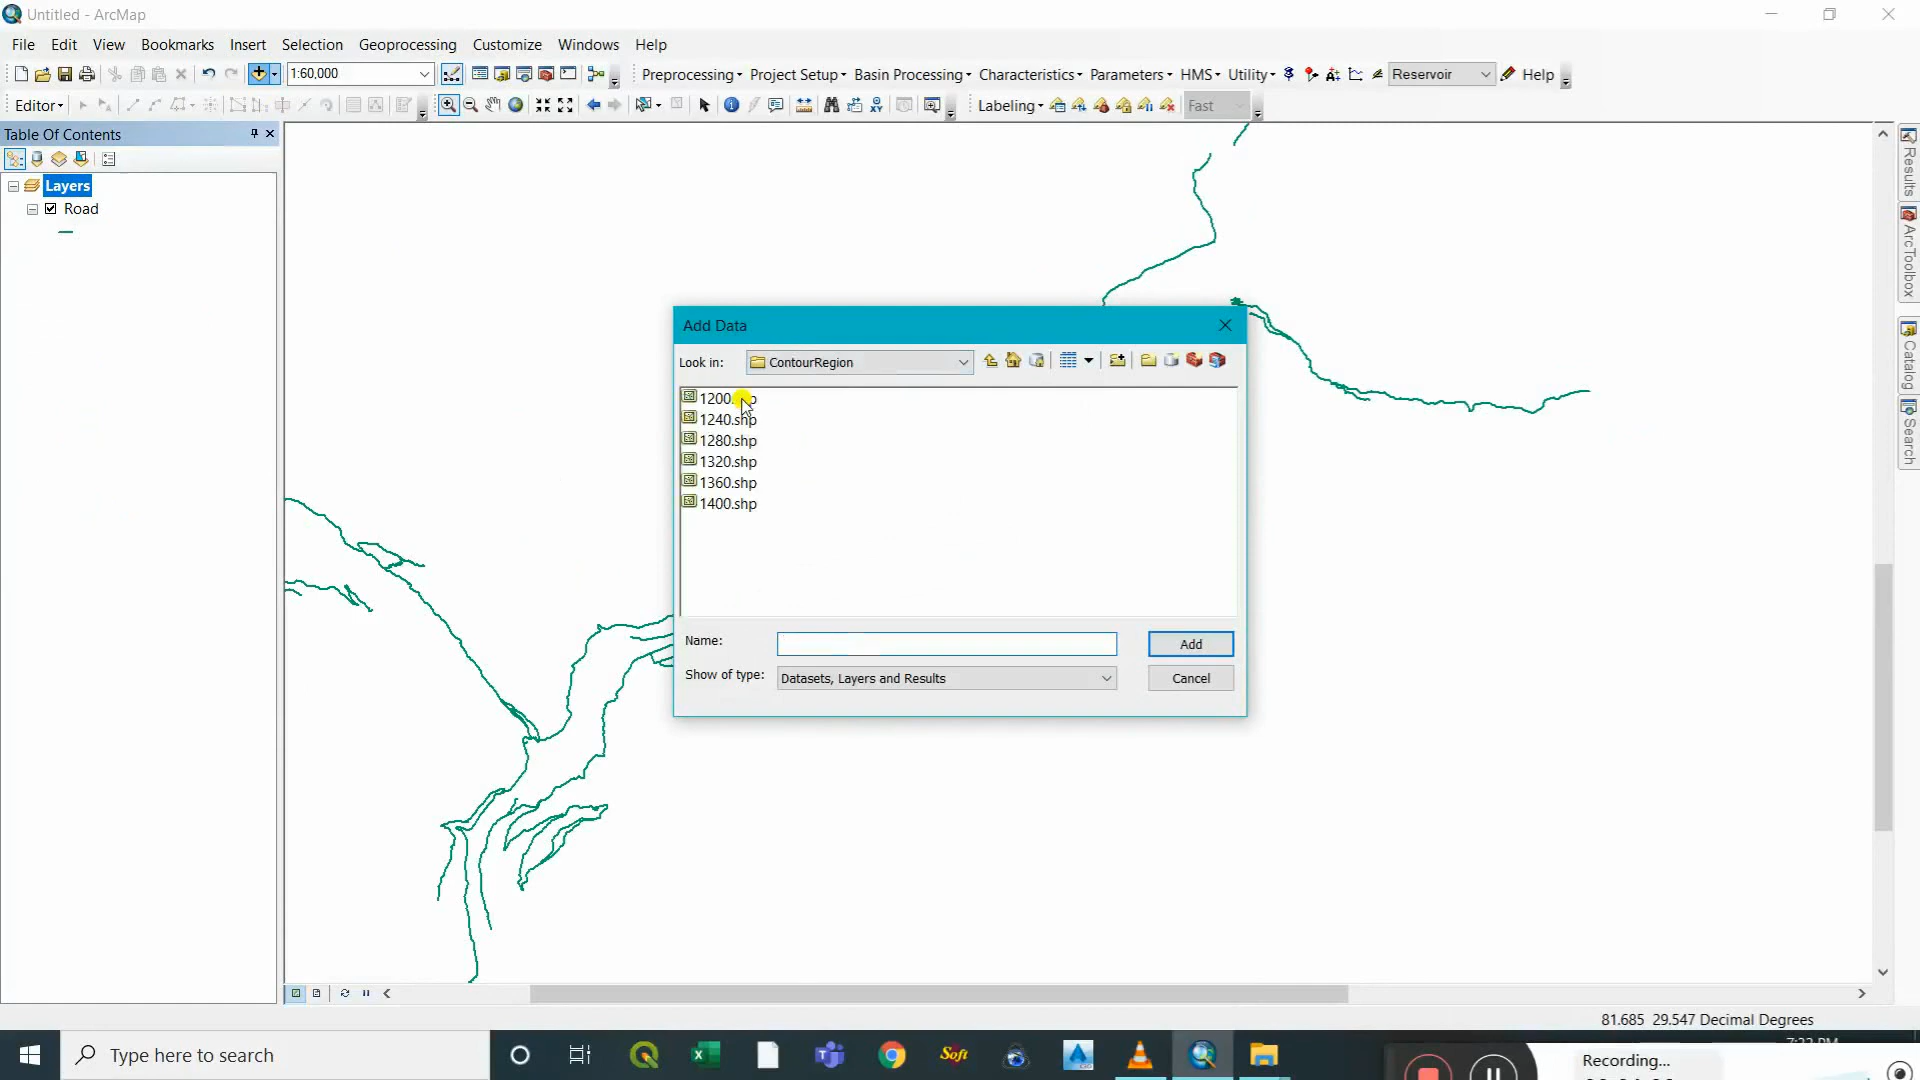 Untitled - ArcMap
File Edit View Bookmarks Insert Selection Geoprocessing Customize Windows Help
1:60,000 Preprocessing Project Setup Basin Processing Characteristics Parameters HMS Utility Reservoir Help
Editor Labeling Fast
Table Of Contents
Layers
Road
Add Data
Look in: ContourRegion
1200.
1240.shp
1280.shp
1320.shp
1360.shp
1400.shp
Name:
Add
Show of type: Datasets, Layers and Results
Cancel
Results
ArcToolbox
Catalog
Search
81.685 29.547 Decimal Degrees
Type here to search
Soft
Recording...